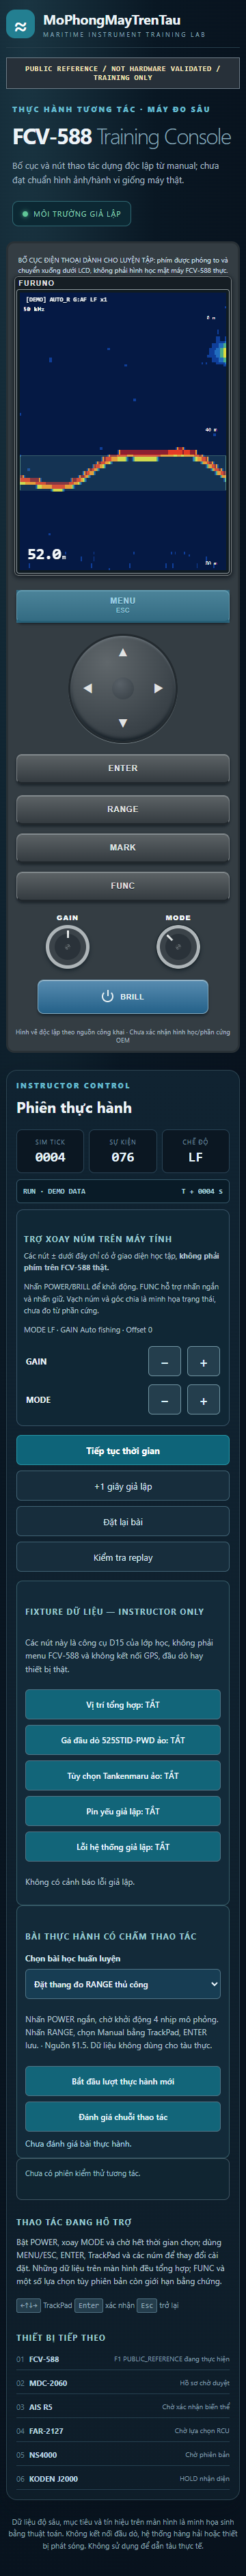 MoPhongMayTrenTau
MARITIME INSTRUMENT TRAINING LAB
PUBLIC REFERENCE / NOT HARDWARE VALIDATED /
TRAINING ONLY
THỰC HÀNH TƯƠNG TÁC · MÁY ĐO SÂU
FCV-588 Training Console
Bố cục và nút thao tác dựng độc lập từ manual; chưa
đạt chuẩn hình ảnh/hành vi giống máy thật.
MÔI TRƯỜNG GIẢ LẬP
BỐ CỤC ĐIỆN THOẠI DÀNH CHO LUYỆN TẬP: phím được phóng to và
chuyển xuống dưới LCD, không phải hình học mặt máy FCV-588 thực.
FURUNO
[DEMO] AUTO_R G:AF LF x1
50 kHz
0 m
40 m
80 m
52.0m
MENU
ESC
▲
◀ ▶
▼
ENTER
RANGE
MARK
FUNC
GAIN MODE
BRILL
Hình vẽ độc lập theo nguồn công khai · Chưa xác nhận hình học/phần cứng
OEM
INSTRUCTOR CONTROL
Phiên thực hành
SIM TICK SỰ KIỆN CHẾ ĐỘ
0004 076 LF
RUN · DEMO DATA T + 0004 s
TRỢ XOAY NÚM TRÊN MÁY TÍNH
Các nút ± dưới đây chỉ có ở giao diện học tập, không phải
phím trên FCV-588 thật.
Nhấn POWER/BRILL để khởi động. FUNC hỗ trợ nhấn ngắn
và nhấn giữ. Vạch núm và góc chia là minh họa trạng thái,
chưa đo từ phần cứng.
MODE LF · GAIN Auto fishing · Offset 0
GAIN − +
MODE − +
Tiếp tục thời gian
+1 giây giả lập
Đặt lại bài
Kiểm tra replay
FIXTURE DỮ LIỆU — INSTRUCTOR ONLY
Các nút này là công cụ D15 của lớp học, không phải
menu FCV-588 và không kết nối GPS, đầu dò hay
thiết bị thật.
Vị trí tổng hợp: TẮT
Gá đầu dò 525STID-PWD ảo: TẮT
Tùy chọn Tankenmaru ảo: TẮT
Pin yếu giả lập: TẮT
Lỗi hệ thống giả lập: TẮT
Không có cảnh báo lỗi giả lập.
BÀI THỰC HÀNH CÓ CHẤM THAO TÁC
Chọn bài học huấn luyện
Đặt thang đo RANGE thủ công
Nhấn POWER ngắn, chờ khởi động 4 nhịp mô phỏng.
Nhấn RANGE, chọn Manual bằng TrackPad, ENTER
lưu. · Nguồn §1.5. Dữ liệu không dùng cho tàu thực.
Bắt đầu lượt thực hành mới
Đánh giá chuỗi thao tác
Chưa đánh giá bài thực hành.
Chưa có phiên kiểm thử tương tác.
THAO TÁC ĐANG HỖ TRỢ
Bật POWER, xoay MODE và chờ hết thời gian chọn; dùng
MENU/ESC, ENTER, TrackPad và các núm để thay đổi cài
đặt. Những dữ liệu trên màn hình đều tổng hợp; FUNC và
một số lựa chọn tùy phiên bản còn giới hạn bằng chứng.
←↑↓→ TrackPad Enter xác nhận Esc trở lại
THIẾT BỊ TIẾP THEO
01 FCV-588 F1 PUBLIC_REFERENCE đang thực hiện
02 MDC-2060 Hồ sơ chờ duyệt
03 AIS R5 Chờ xác nhận biến thể
04 FAR-2127 Chờ lựa chọn RCU
05 NS4000 Chờ phiên bản
06 KODEN J2000 HOLD nhận diện
Dữ liệu độ sâu, mục tiêu và tín hiệu trên màn hình là minh họa sinh
bằng thuật toán. Không kết nối đầu dò, hệ thống hàng hải hoặc thiết
bị phát sóng. Không sử dụng để dẫn tàu thực tế.